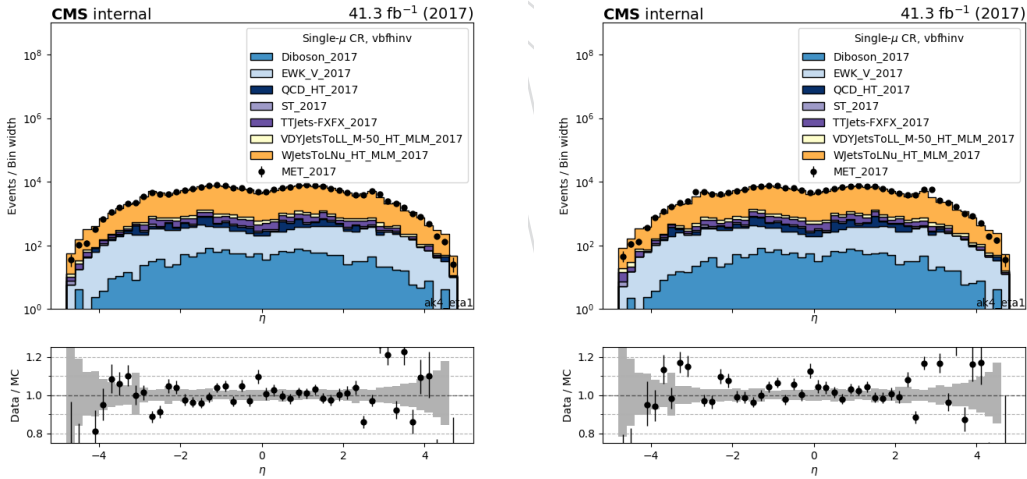 CMS internal 41.3 fb⁻¹ (2017)
Single-μ CR, vbfhinv
Diboson_2017
EWK_V_2017
QCD_HT_2017
ST_2017
TTJets-FXFX_2017
VDYJetsToLL_M-50_HT_MLM_2017
WJetsToLNu_HT_MLM_2017
MET_2017
Events / Bin width
10⁸
10⁶
10⁴
10²
10⁰
ak4_eta1
η
Data / MC
1.2
1.0
0.8
−4 −2 0 2 4
η
CMS internal 41.3 fb⁻¹ (2017)
Single-μ CR, vbfhinv
Diboson_2017
EWK_V_2017
QCD_HT_2017
ST_2017
TTJets-FXFX_2017
VDYJetsToLL_M-50_HT_MLM_2017
WJetsToLNu_HT_MLM_2017
MET_2017
Events / Bin width
10⁸
10⁶
10⁴
10²
10⁰
ak4_eta1
η
Data / MC
1.2
1.0
0.8
−4 −2 0 2 4
η